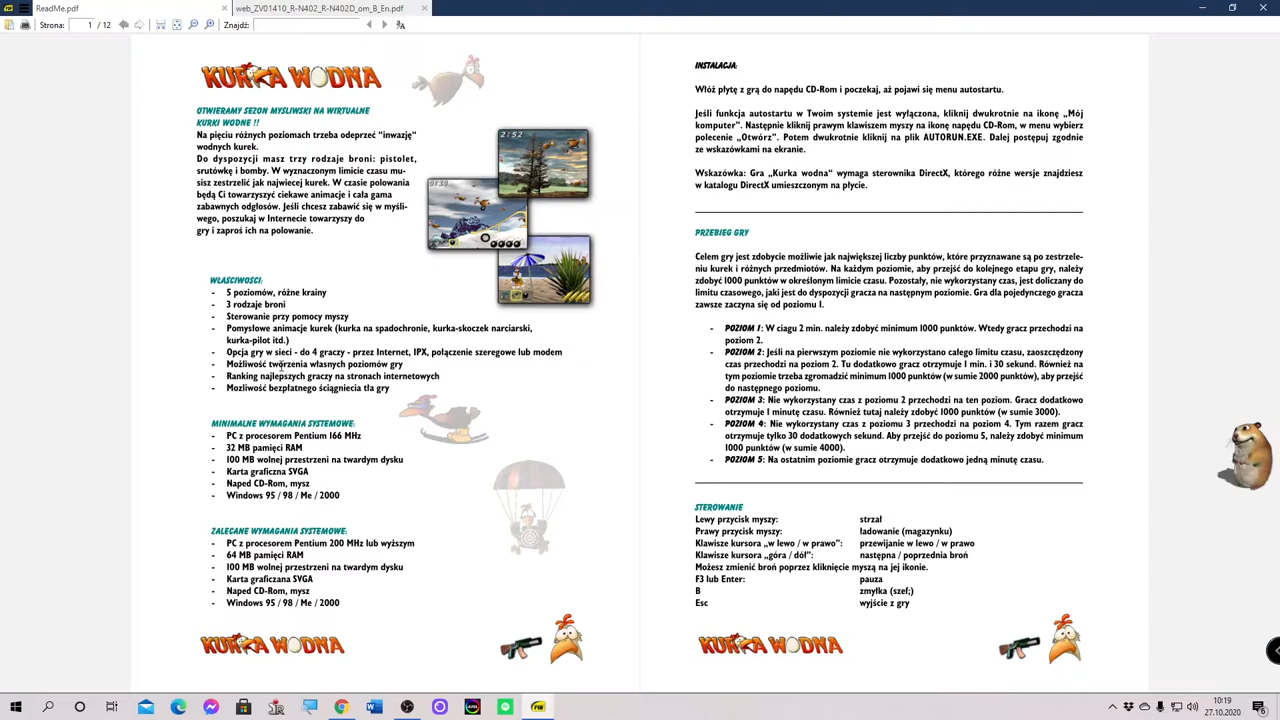 ReadMe.pdf
web_ZV01410_R-N402_R-N402D_om_B_En.pdf
Strona:
1 / 12
Znajdź:
KURKA WODNA
OTWIERAMY SEZON MYŚLIWSKI NA WIRTUALNE
KURKI WODNE !!
Na pięciu różnych poziomach trzeba odeprzeć “inwazję”
wodnych kurek.
Do dyspozycji masz trzy rodzaje broni: pistolet,
srutówkę i bomby. W wyznaczonym limicie czasu mu-
sisz zestrzelić jak najwiecej kurek. W czasie polowania
będą Ci towarzyszyć ciekawe animacje i cała gama
zabawnych odgłosów. Jeśli chcesz zabawić się w myśli-
wego, poszukaj w Internecie towarzyszy do
gry i zaproś ich na polowanie.
2:52
WŁAŚCIWOŚCI:
- 5 poziomów, różne krainy
- 3 rodzaje broni
- Sterowanie przy pomocy myszy
- Pomysłowe animacje kurek (kurka na spadochronie, kurka-skoczek narciarski,
kurka-pilot itd.)
- Opcja gry w sieci - do 4 graczy - przez Internet, IPX, połączenie szeregowe lub modem
- Możliwość tworzenia własnych poziomów gry
- Ranking najlepszych graczy na stronach internetowych
- Mozliwość bezpłatnego ściągniecia tła gry
MINIMALNE WYMAGANIA SYSTEMOWE:
- PC z procesorem Pentium 166 MHz
- 32 MB pamięci RAM
- 100 MB wolnej przestrzeni na twardym dysku
- Karta graficzna SVGA
- Naped CD-Rom, mysz
- Windows 95 / 98 / Me / 2000
ZALECANE WYMAGANIA SYSTEMOWE:
- PC z procesorem Pentium 200 MHz lub wyższym
- 64 MB pamięci RAM
- 100 MB wolnej przestrzeni na twardym dysku
- Karta graficzana SVGA
- Naped CD-Rom, mysz
- Windows 95 / 98 / Me / 2000
KURKA WODNA
INSTALACJA:
Włóż płytę z grą do napędu CD-Rom i poczekaj, aż pojawi się menu autostartu.
Jeśli funkcja autostartu w Twoim systemie jest wyłączona, kliknij dwukrotnie na ikonę „Mój
komputer”. Następnie kliknij prawym klawiszem myszy na ikonę napędu CD-Rom, w menu wybierz
polecenie „Otwórz”. Potem dwukrotnie kliknij na plik AUTORUN.EXE. Dalej postępuj zgodnie
ze wskazówkami na ekranie.
Wskazówka: Gra „Kurka wodna” wymaga sterownika DirectX, którego różne wersje znajdziesz
w katalogu DirectX umieszczonym na płycie.
PRZEBIEG GRY
Celem gry jest zdobycie możliwie jak największej liczby punktów, które przyznawane są po zestrzele-
niu kurek i różnych przedmiotów. Na każdym poziomie, aby przejść do kolejnego etapu gry, należy
zdobyć 1000 punktów w określonym limicie czasu. Pozostały, nie wykorzystany czas, jest doliczany do
limitu czasowego, jaki jest do dyspozycji gracza na następnym poziomie. Gra dla pojedynczego gracza
zawsze zaczyna się od poziomu 1.
- POZIOM 1: W ciagu 2 min. należy zdobyć minimum 1000 punktów. Wtedy gracz przechodzi na
poziom 2.
- POZIOM 2: Jeśli na pierwszym poziomie nie wykorzystano całego limitu czasu, zaoszczędzony
czas przechodzi na poziom 2. Tu dodatkowo gracz otrzymuje 1 min. i 30 sekund. Również na
tym poziomie trzeba zgromadzić minimum 1000 punktów (w sumie 2000 punktów), aby przejść
do następnego poziomu.
- POZIOM 3: Nie wykorzystany czas z poziomu 2 przechodzi na ten poziom. Gracz dodatkowo
otrzymuje 1 minutę czasu. Również tutaj należy zdobyć 1000 punktów (w sumie 3000).
- POZIOM 4: Nie wykorzystany czas z poziomu 3 przechodzi na poziom 4. Tym razem gracz
otrzymuje tylko 30 dodatkowych sekund. Aby przejść do poziomu 5, należy zdobyć minimum
1000 punktów (w sumie 4000).
- POZIOM 5: Na ostatnim poziomie gracz otrzymuje dodatkowo jedną minutę czasu.
STEROWANIE
Lewy przycisk myszy: strzał
Prawy przycisk myszy: ładowanie (magazynku)
Klawisze kursora „w lewo / w prawo”: przewijanie w lewo / w prawo
Klawisze kursora „góra / dół”: następna / poprzednia broń
Możesz zmienić broń poprzez kliknięcie myszą na jej ikonie.
F3 lub Enter: pauza
B zmyłka (szef;)
Esc wyjście z gry
KURKA WODNA
10:19
27.10.2020